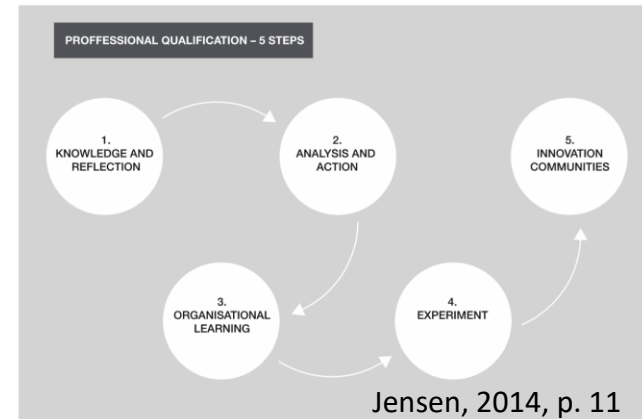 PROFFESSIONAL QUALIFICATION – 5 STEPS
1.
KNOWLEDGE AND
REFLECTION
2.
ANALYSIS AND
ACTION
3.
ORGANISATIONAL
LEARNING
4.
EXPERIMENT
5.
INNOVATION
COMMUNITIES
Jensen, 2014, p. 11